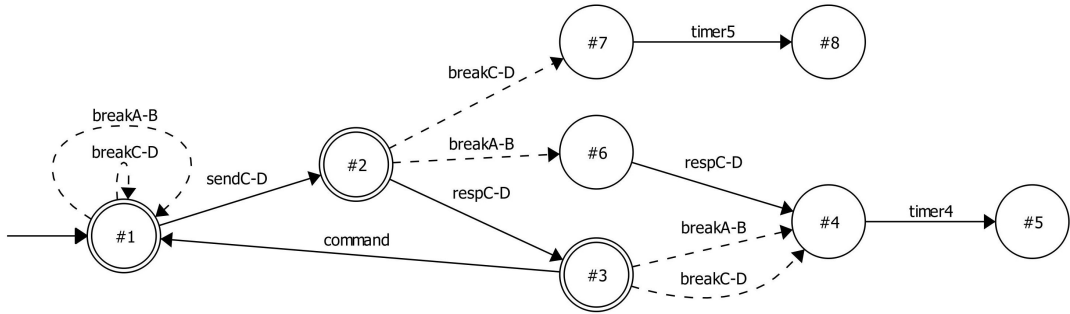 #7
timer5
#8
breakC-D
breakA-B
breakC-D
#2
breakA-B
#6
respC-D
sendC-D
respC-D
#1
command
#3
breakA-B
breakC-D
#4
timer4
#5